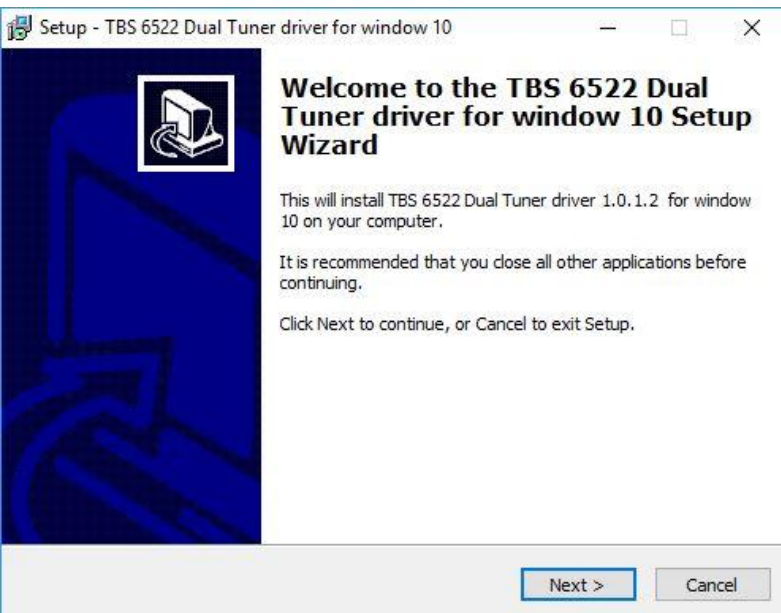 Setup - TBS 6522 Dual Tuner driver for window 10
Welcome to the TBS 6522 Dual
Tuner driver for window 10 Setup
Wizard
This will install TBS 6522 Dual Tuner driver 1.0.1.2 for window
10 on your computer.
It is recommended that you close all other applications before
continuing.
Click Next to continue, or Cancel to exit Setup.
Next >
Cancel